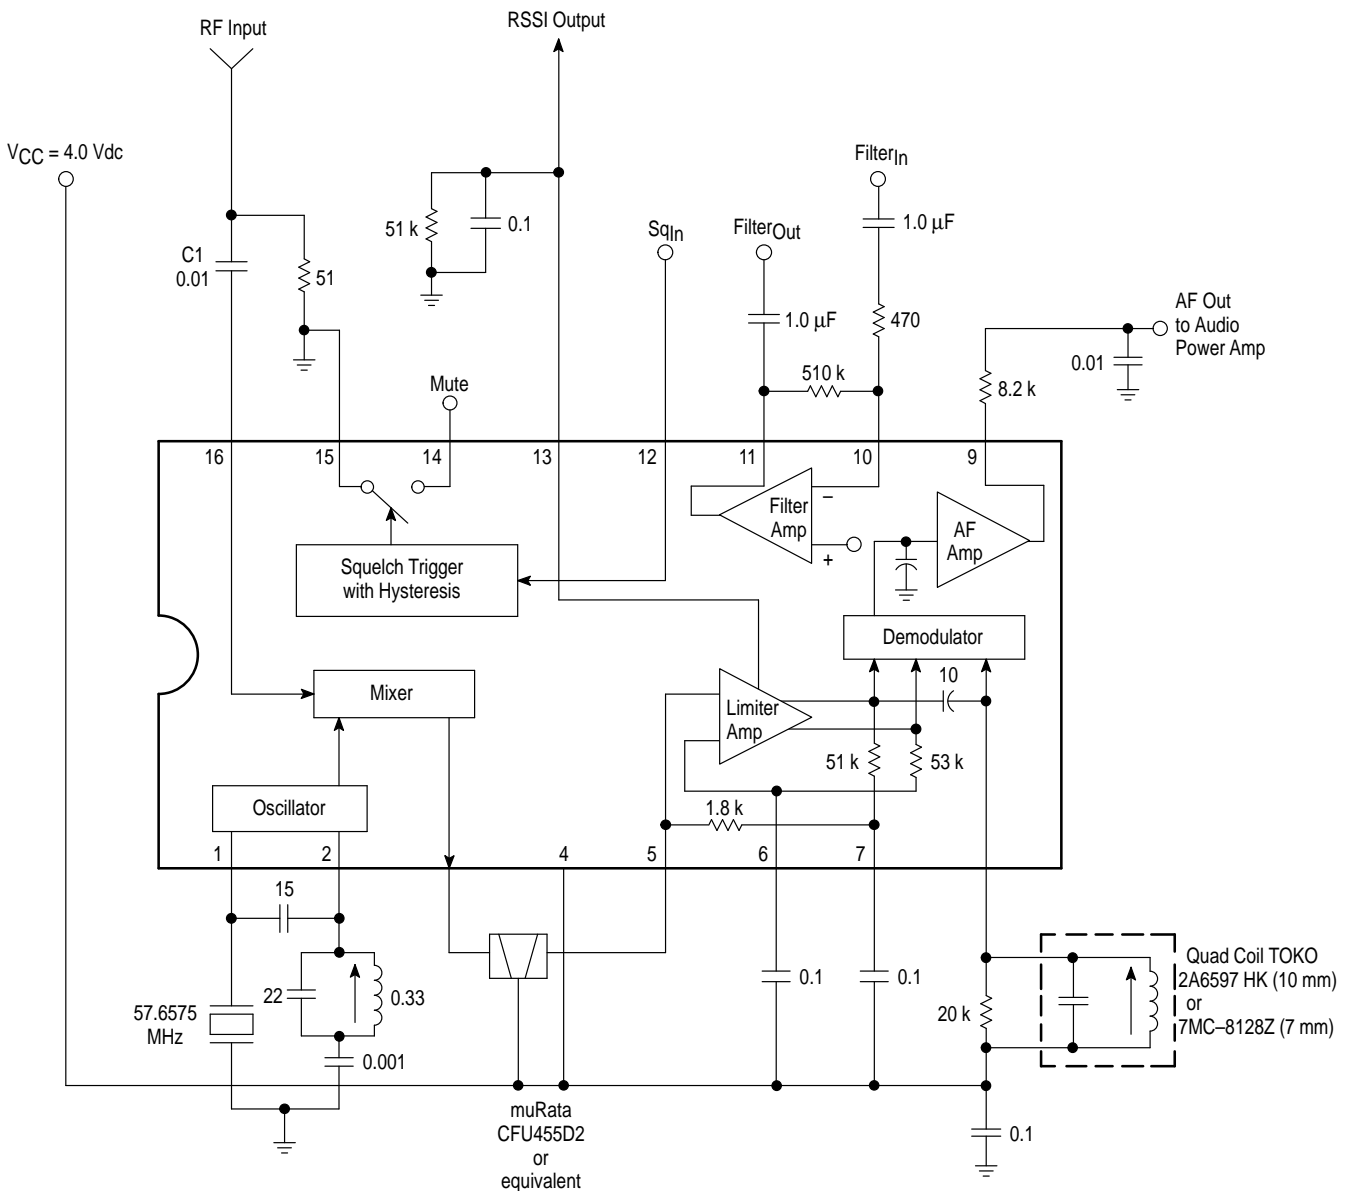 RF Input
RSSI Output
VCC = 4.0 Vdc
FilterIn
1.0 µF
51 k
0.1
SqIn
FilterOut
C1
0.01
51
1.0 µF
470
AF Out
to Audio
Power Amp
0.01
510 k
8.2 k
Mute
16
15
14
13
12
11
10
9
Filter
Amp
–
+
AF
Amp
Squelch Trigger
with Hysteresis
Demodulator
10
Mixer
Limiter
Amp
51 k
53 k
Oscillator
1.8 k
1
2
4
5
6
7
15
22
0.33
57.6575
MHz
0.001
0.1
0.1
20 k
Quad Coil TOKO
2A6597 HK (10 mm)
or
7MC–8128Z (7 mm)
muRata
CFU455D2
or
equivalent
0.1